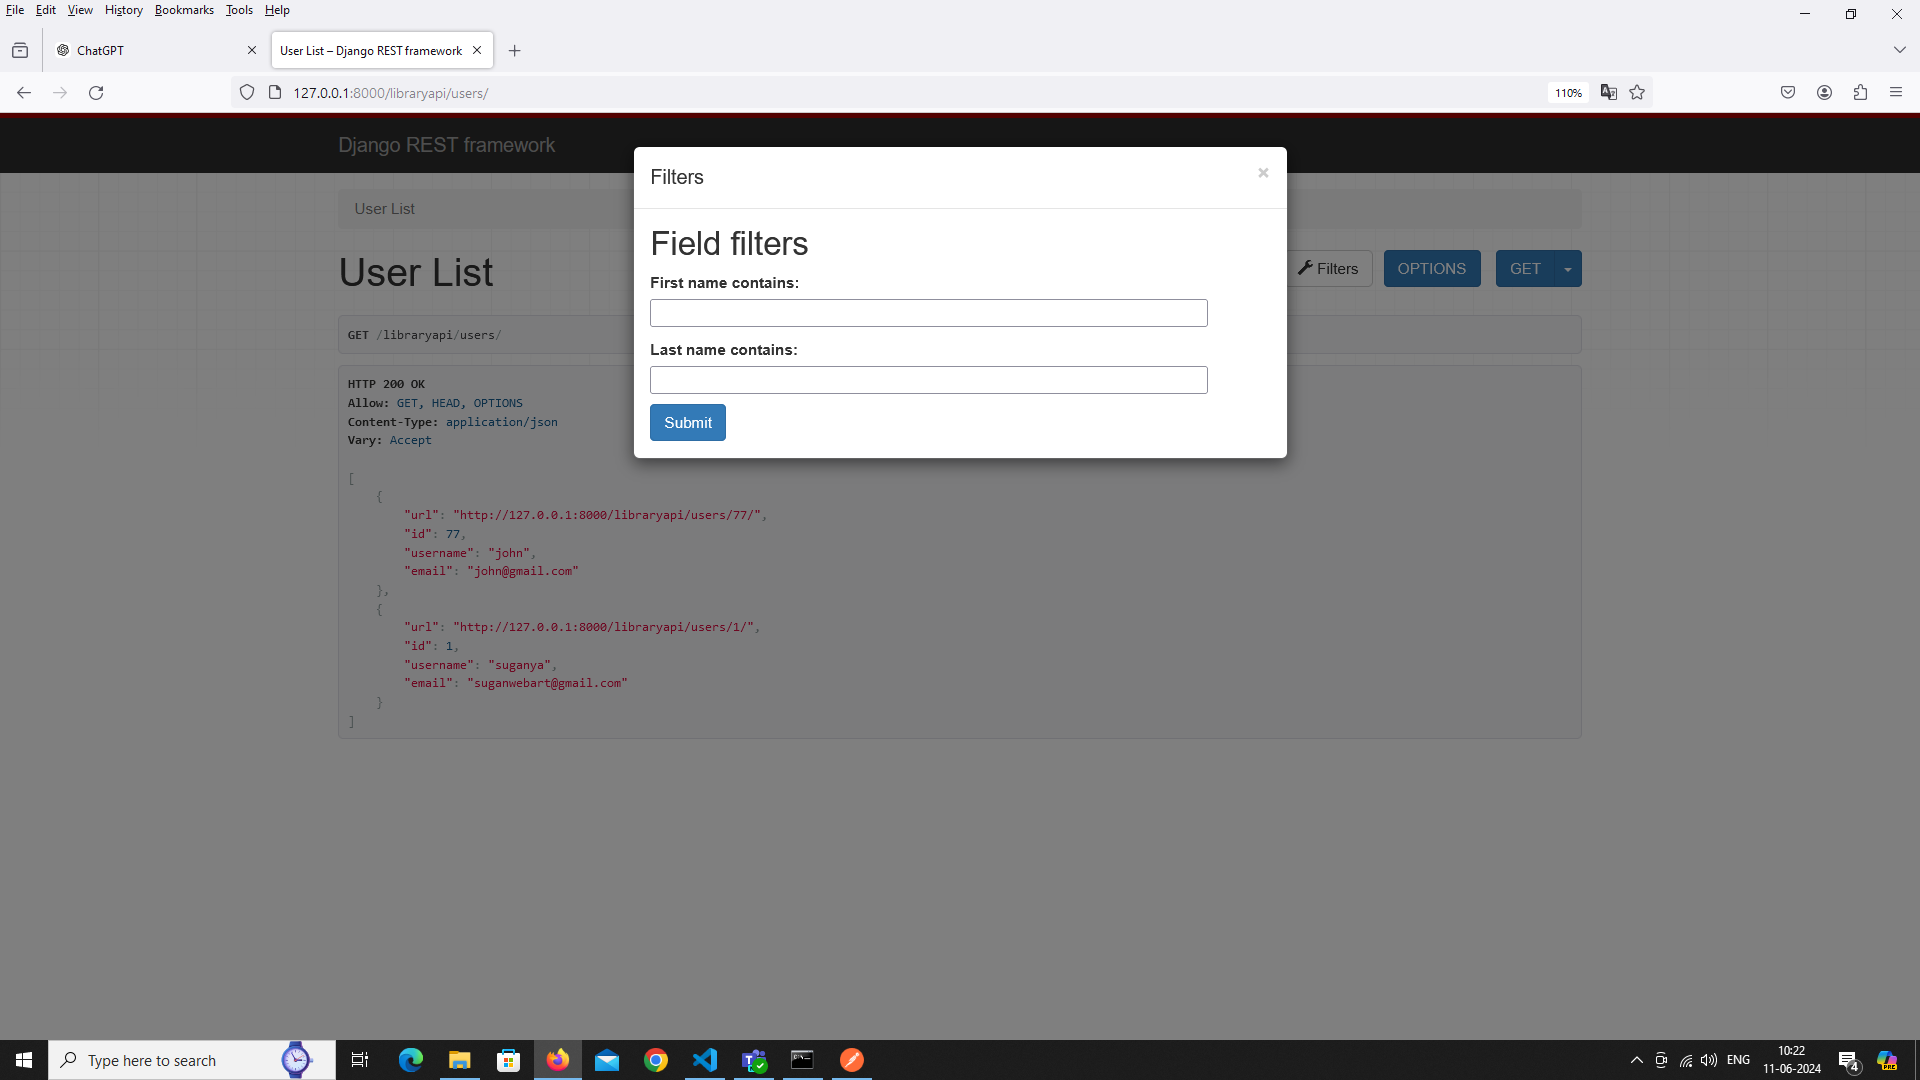 File Edit View History Bookmarks Tools Help
ChatGPT
User List – Django REST framework
127.0.0.1:8000/libraryapi/users/
110%
Django REST framework
Filters
×
User List
Field filters
User List
Filters
OPTIONS
GET
First name contains:
GET /libraryapi/users/
Last name contains:
HTTP 200 OK
Allow: GET, HEAD, OPTIONS
Content-Type: application/json
Vary: Accept
Submit
[
{
"url": "http://127.0.0.1:8000/libraryapi/users/77/",
"id": 77,
"username": "john",
"email": "john@gmail.com"
},
{
"url": "http://127.0.0.1:8000/libraryapi/users/1/",
"id": 1,
"username": "suganya",
"email": "suganwebart@gmail.com"
}
]
Type here to search
ENG
10:22
11-06-2024
4
PRE